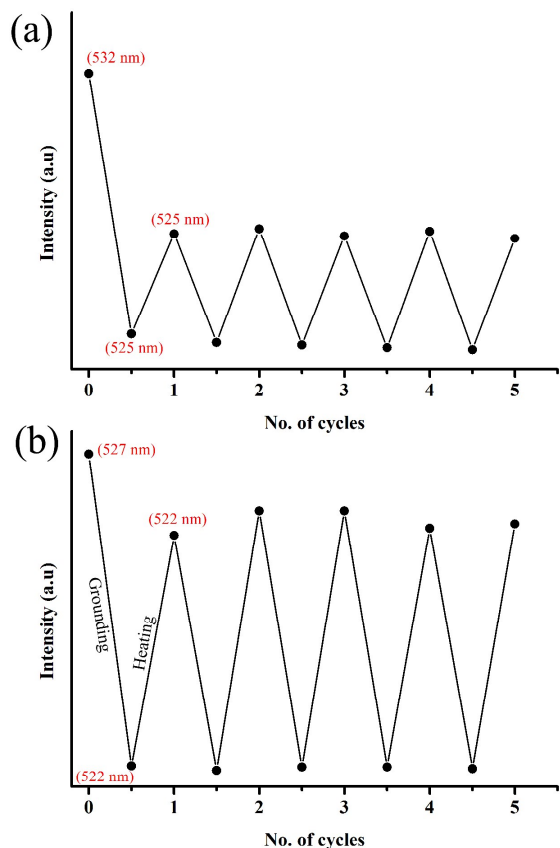 (a)
(532 nm)
(525 nm)
(525 nm)
Intensity (a.u)
0 1 2 3 4 5
No. of cycles
(b)
(527 nm)
(522 nm)
Grounding
Heating
(522 nm)
Intensity (a.u)
0 1 2 3 4 5
No. of cycles